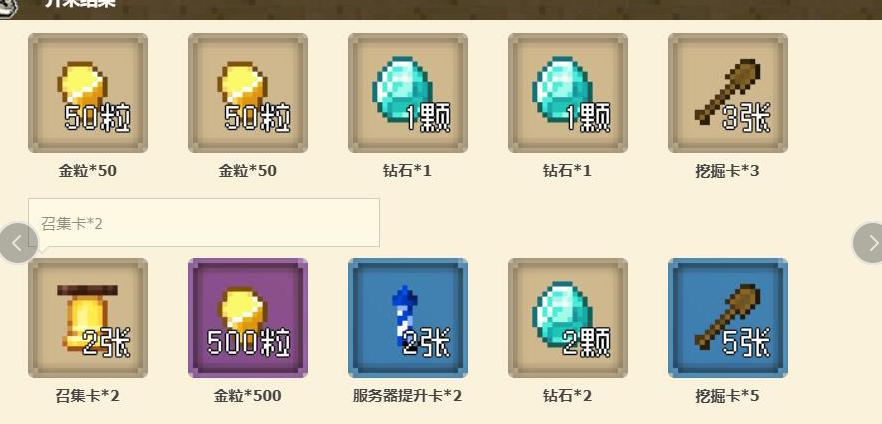 开采结果
50粒
50粒
1颗
1颗
3张
金粒*50
金粒*50
钻石*1
钻石*1
挖掘卡*3
召集卡*2
2张
500粒
2张
2颗
5张
召集卡*2
金粒*500
服务器提升卡*2
钻石*2
挖掘卡*5